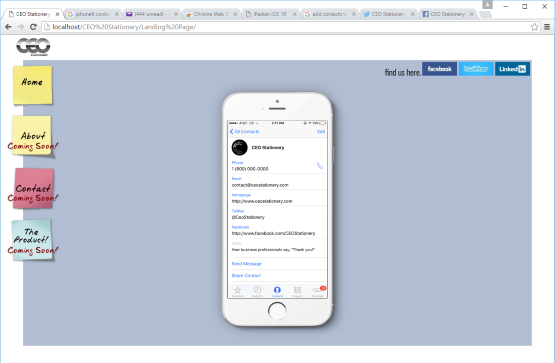 CEO Stationery
iphone6 conta
(444 unread) -
Chrome Web S
iPadian iOS 10
add contacts w
CEO Stationery
CEO Stationery
localhost/CEO%20Stationery/Landing%20Page/
CEO
find us here.
facebook
twitter
Linked in
Home
About
Coming Soon!
Contact
Coming Soon!
The
Product!
Coming Soon!
All Contacts
Edit
CEO Stationery
Phone
1 (800) 000-0000
Email
contact@ceostationery.com
homepage
http://www.ceostationery.com
Twitter
@CeoStationery
Facebook
http://www.facebook.com/CEOStationery
How business professionals say, "Thank you!"
Send Message
Share Contact
Favorites
Recents
Contacts
Keypad
Voicemail